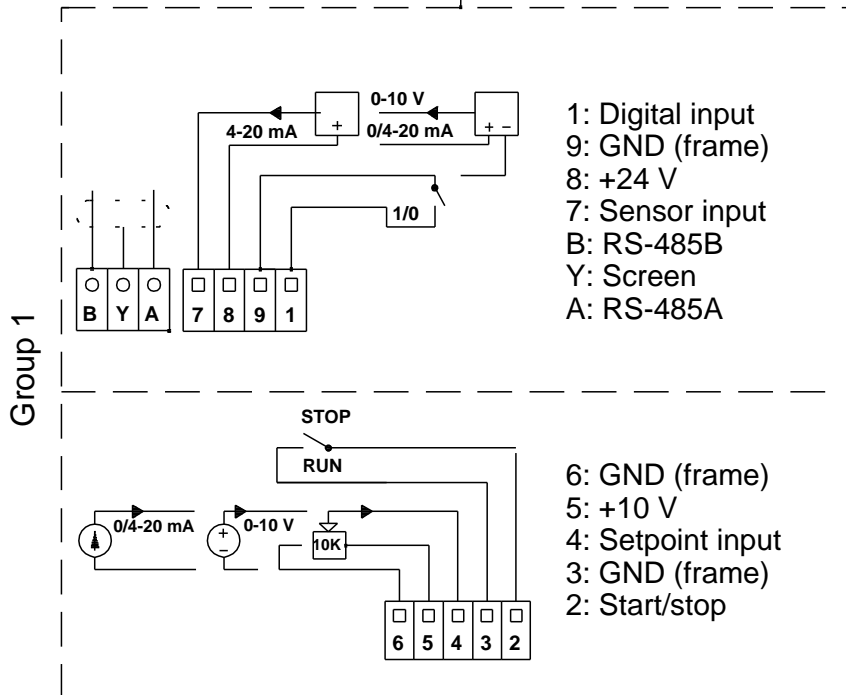 Group 1
0-10 V
4-20 mA
0/4-20 mA
+
+ −
1/0
B Y A
7 8 9 1
1: Digital input
9: GND (frame)
8: +24 V
7: Sensor input
B: RS-485B
Y: Screen
A: RS-485A
STOP
RUN
0/4-20 mA
+
−
0-10 V
10K
6 5 4 3 2
6: GND (frame)
5: +10 V
4: Setpoint input
3: GND (frame)
2: Start/stop